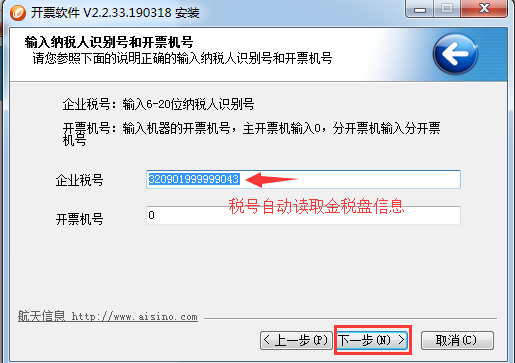 开票软件 V2.2.33.190318 安装
输入纳税人识别号和开票机号
请您参照下面的说明正确的输入纳税人识别号和开票机号
企业税号：输入6-20位纳税人识别号
开票机号：输入机器的开票机号，主开票机输入0，分开票机输入分开票
机号
企业税号
320901999999043
税号自动读取金税盘信息
开票机号
0
航天信息 http://www.aisino.com
< 上一步(P)
下一步(N) >
取消(C)